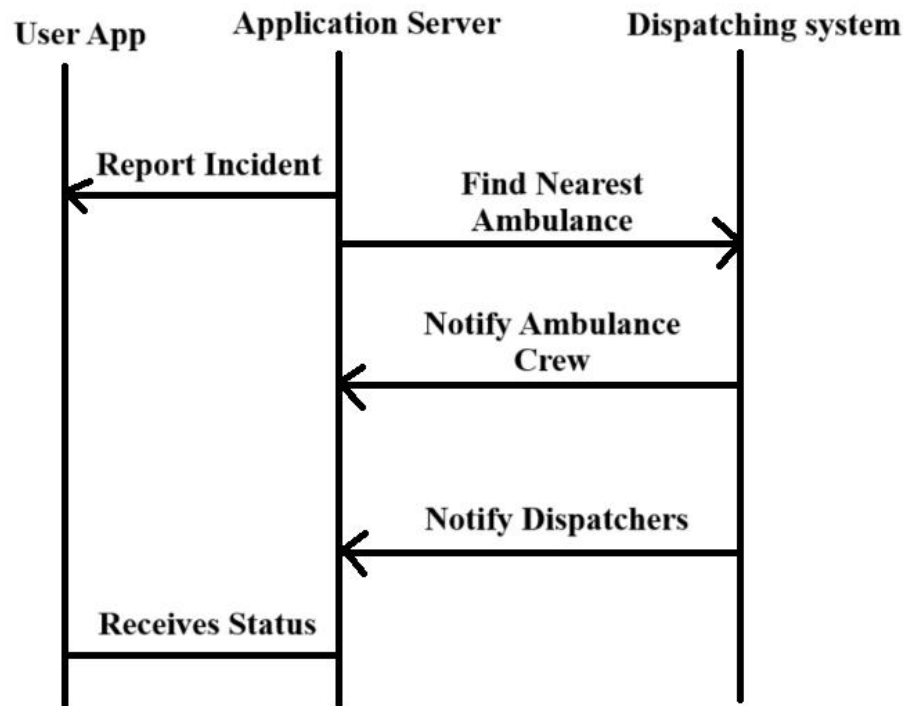 User App
Application Server
Dispatching system
Report Incident
Find Nearest
Ambulance
Notify Ambulance
Crew
Notify Dispatchers
Receives Status